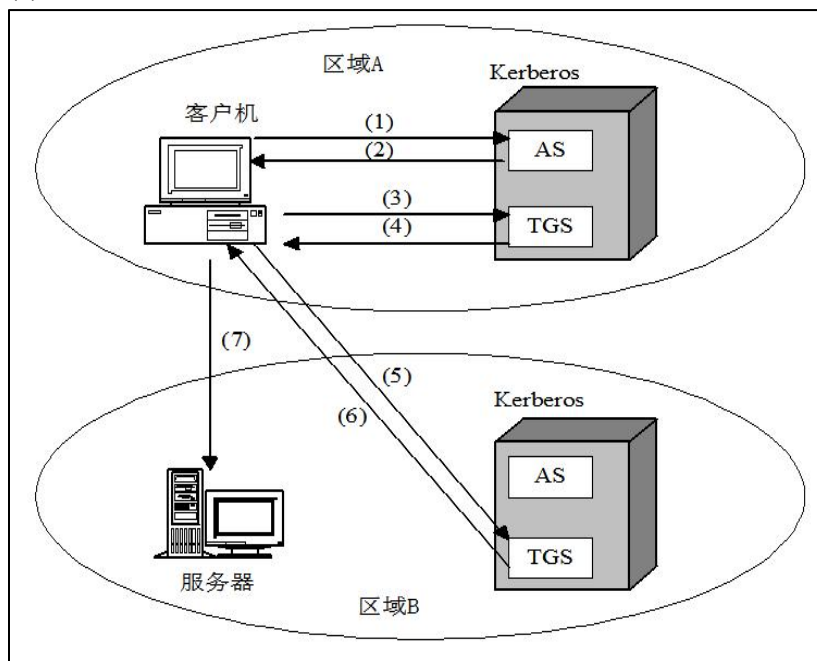 区域A
Kerberos
客户机
(1)
(2)
AS
(3)
(4)
TGS
(7)
(5)
(6)
Kerberos
AS
TGS
服务器
区域B